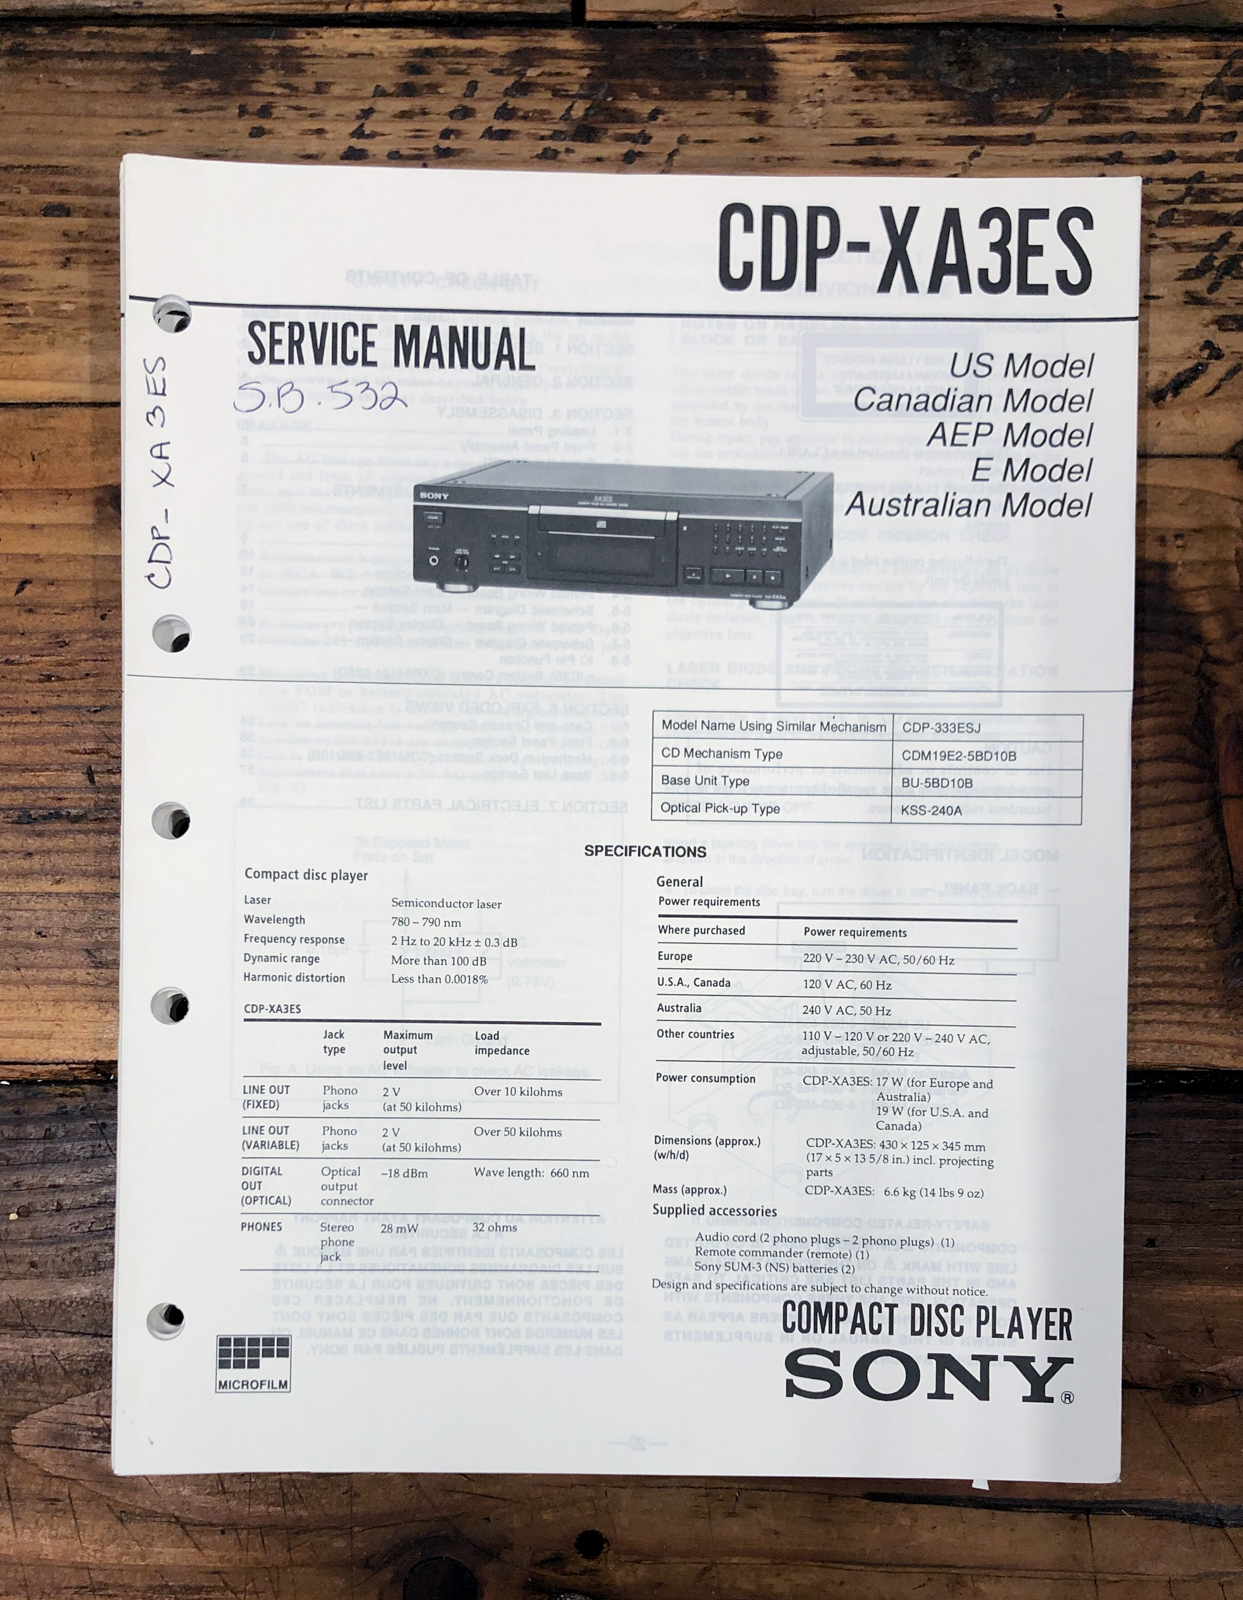 CDP-XA3ES
SERVICE MANUAL
S.B.532
CDP- XA3ES
US Model
Canadian Model
AEP Model
E Model
Australian Model
SONY
XA3ES
Model Name Using Similar Mechanism CDP-333ESJ
CD Mechanism Type CDM19E2-5BD10B
Base Unit Type BU-5BD10B
Optical Pick-up Type KSS-240A
SPECIFICATIONS
Compact disc player
Laser Semiconductor laser
Wavelength 780 – 790 nm
Frequency response 2 Hz to 20 kHz ± 0.3 dB
Dynamic range More than 100 dB
Harmonic distortion Less than 0.0018%
CDP-XA3ES
Jack type Maximum output level Load impedance
LINE OUT (FIXED) Phono jacks 2 V (at 50 kilohms) Over 10 kilohms
LINE OUT (VARIABLE) Phono jacks 2 V (at 50 kilohms) Over 50 kilohms
DIGITAL OUT (OPTICAL) Optical output connector –18 dBm Wave length: 660 nm
PHONES Stereo phone jack 28 mW 32 ohms
General
Power requirements
Where purchased Power requirements
Europe 220 V – 230 V AC, 50/60 Hz
U.S.A., Canada 120 V AC, 60 Hz
Australia 240 V AC, 50 Hz
Other countries 110 V – 120 V or 220 V – 240 V AC,
adjustable, 50/60 Hz
Power consumption CDP-XA3ES: 17 W (for Europe and
Australia)
19 W (for U.S.A. and
Canada)
Dimensions (approx.) CDP-XA3ES: 430 × 125 × 345 mm
(w/h/d) (17 × 5 × 13 5/8 in.) incl. projecting
parts
Mass (approx.) CDP-XA3ES: 6.6 kg (14 lbs 9 oz)
Supplied accessories
Audio cord (2 phono plugs – 2 phono plugs) (1)
Remote commander (remote) (1)
Sony SUM-3 (NS) batteries (2)
Design and specifications are subject to change without notice.
MICROFILM
COMPACT DISC PLAYER
SONY®